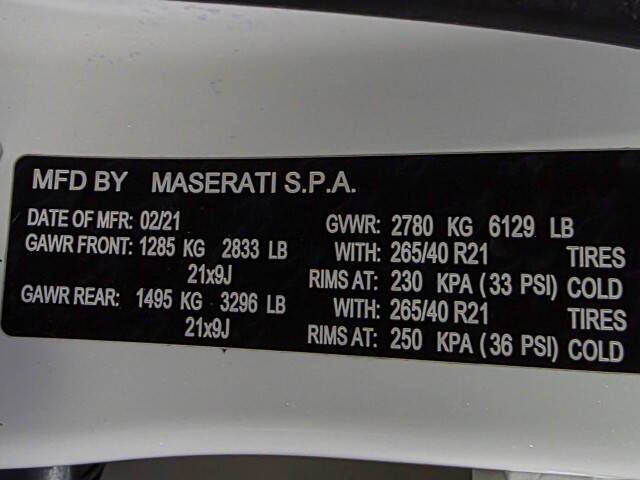 MFD BY MASERATI S.P.A.
DATE OF MFR: 02/21 GVWR: 2780 KG 6129 LB
GAWR FRONT: 1285 KG 2833 LB WITH: 265/40 R21 TIRES
21x9J RIMS AT: 230 KPA ( 33 PSI) COLD
GAWR REAR: 1495 KG 3296 LB WITH: 265/40 R21 TIRES
21x9J RIMS AT: 250 KPA ( 36 PSI) COLD